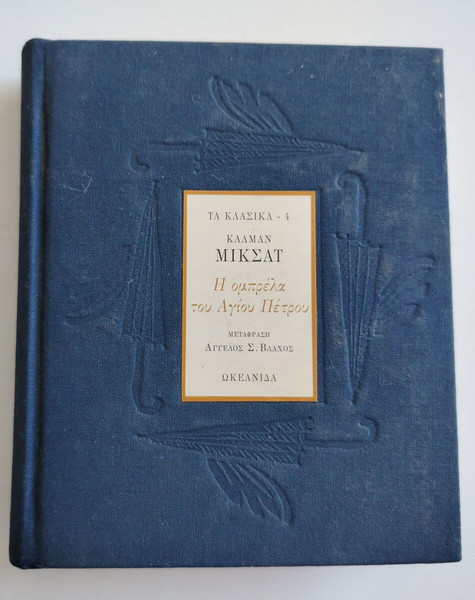 ΤΑ ΚΛΑΣΙΚΑ - 4
ΚΑΛΜΑΝ
ΜΙΚΣΑΤ
Η ομπρέλα
του Αγίου Πέτρου
ΜΕΤΑΦΡΑΣΗ
ΑΓΓΕΛΟΣ Σ. ΒΛΑΧΟΣ
ΩΚΕΑΝΙΔΑ